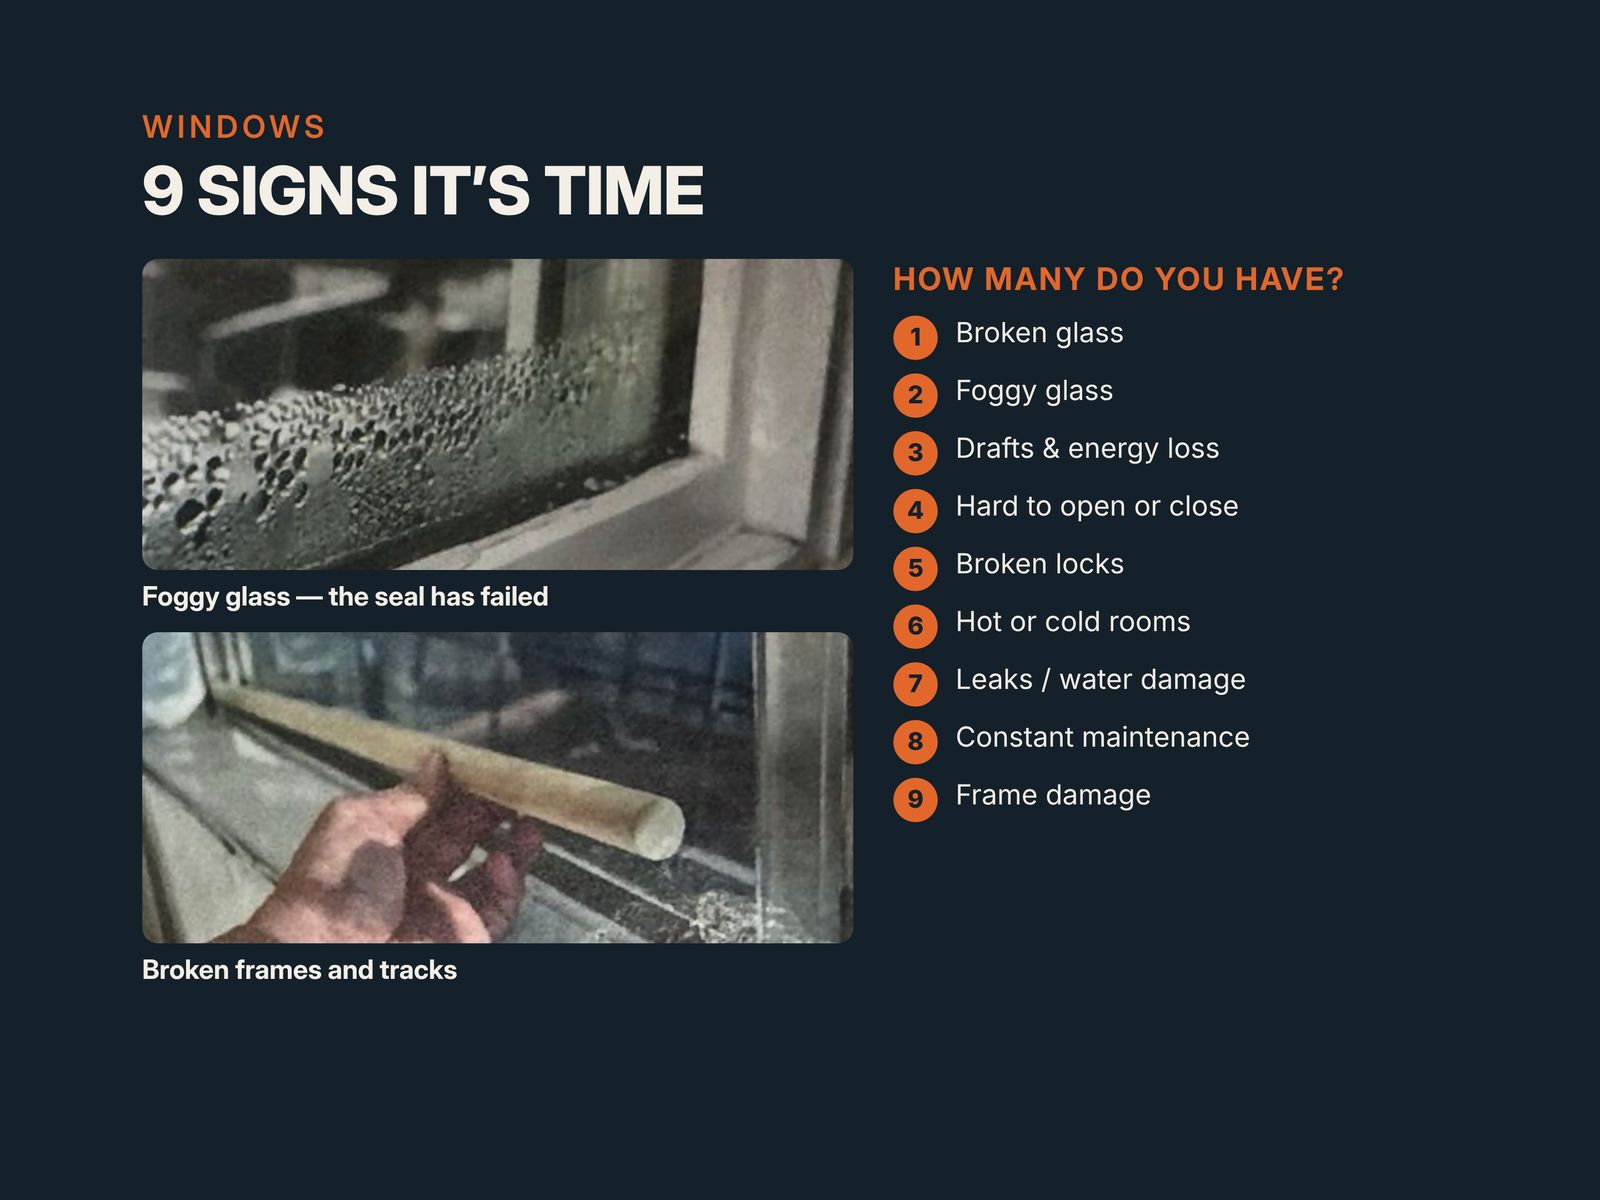 WINDOWS
9 SIGNS IT’S TIME
Foggy glass — the seal has failed
Broken frames and tracks
HOW MANY DO YOU HAVE?
1 Broken glass
2 Foggy glass
3 Drafts & energy loss
4 Hard to open or close
5 Broken locks
6 Hot or cold rooms
7 Leaks / water damage
8 Constant maintenance
9 Frame damage